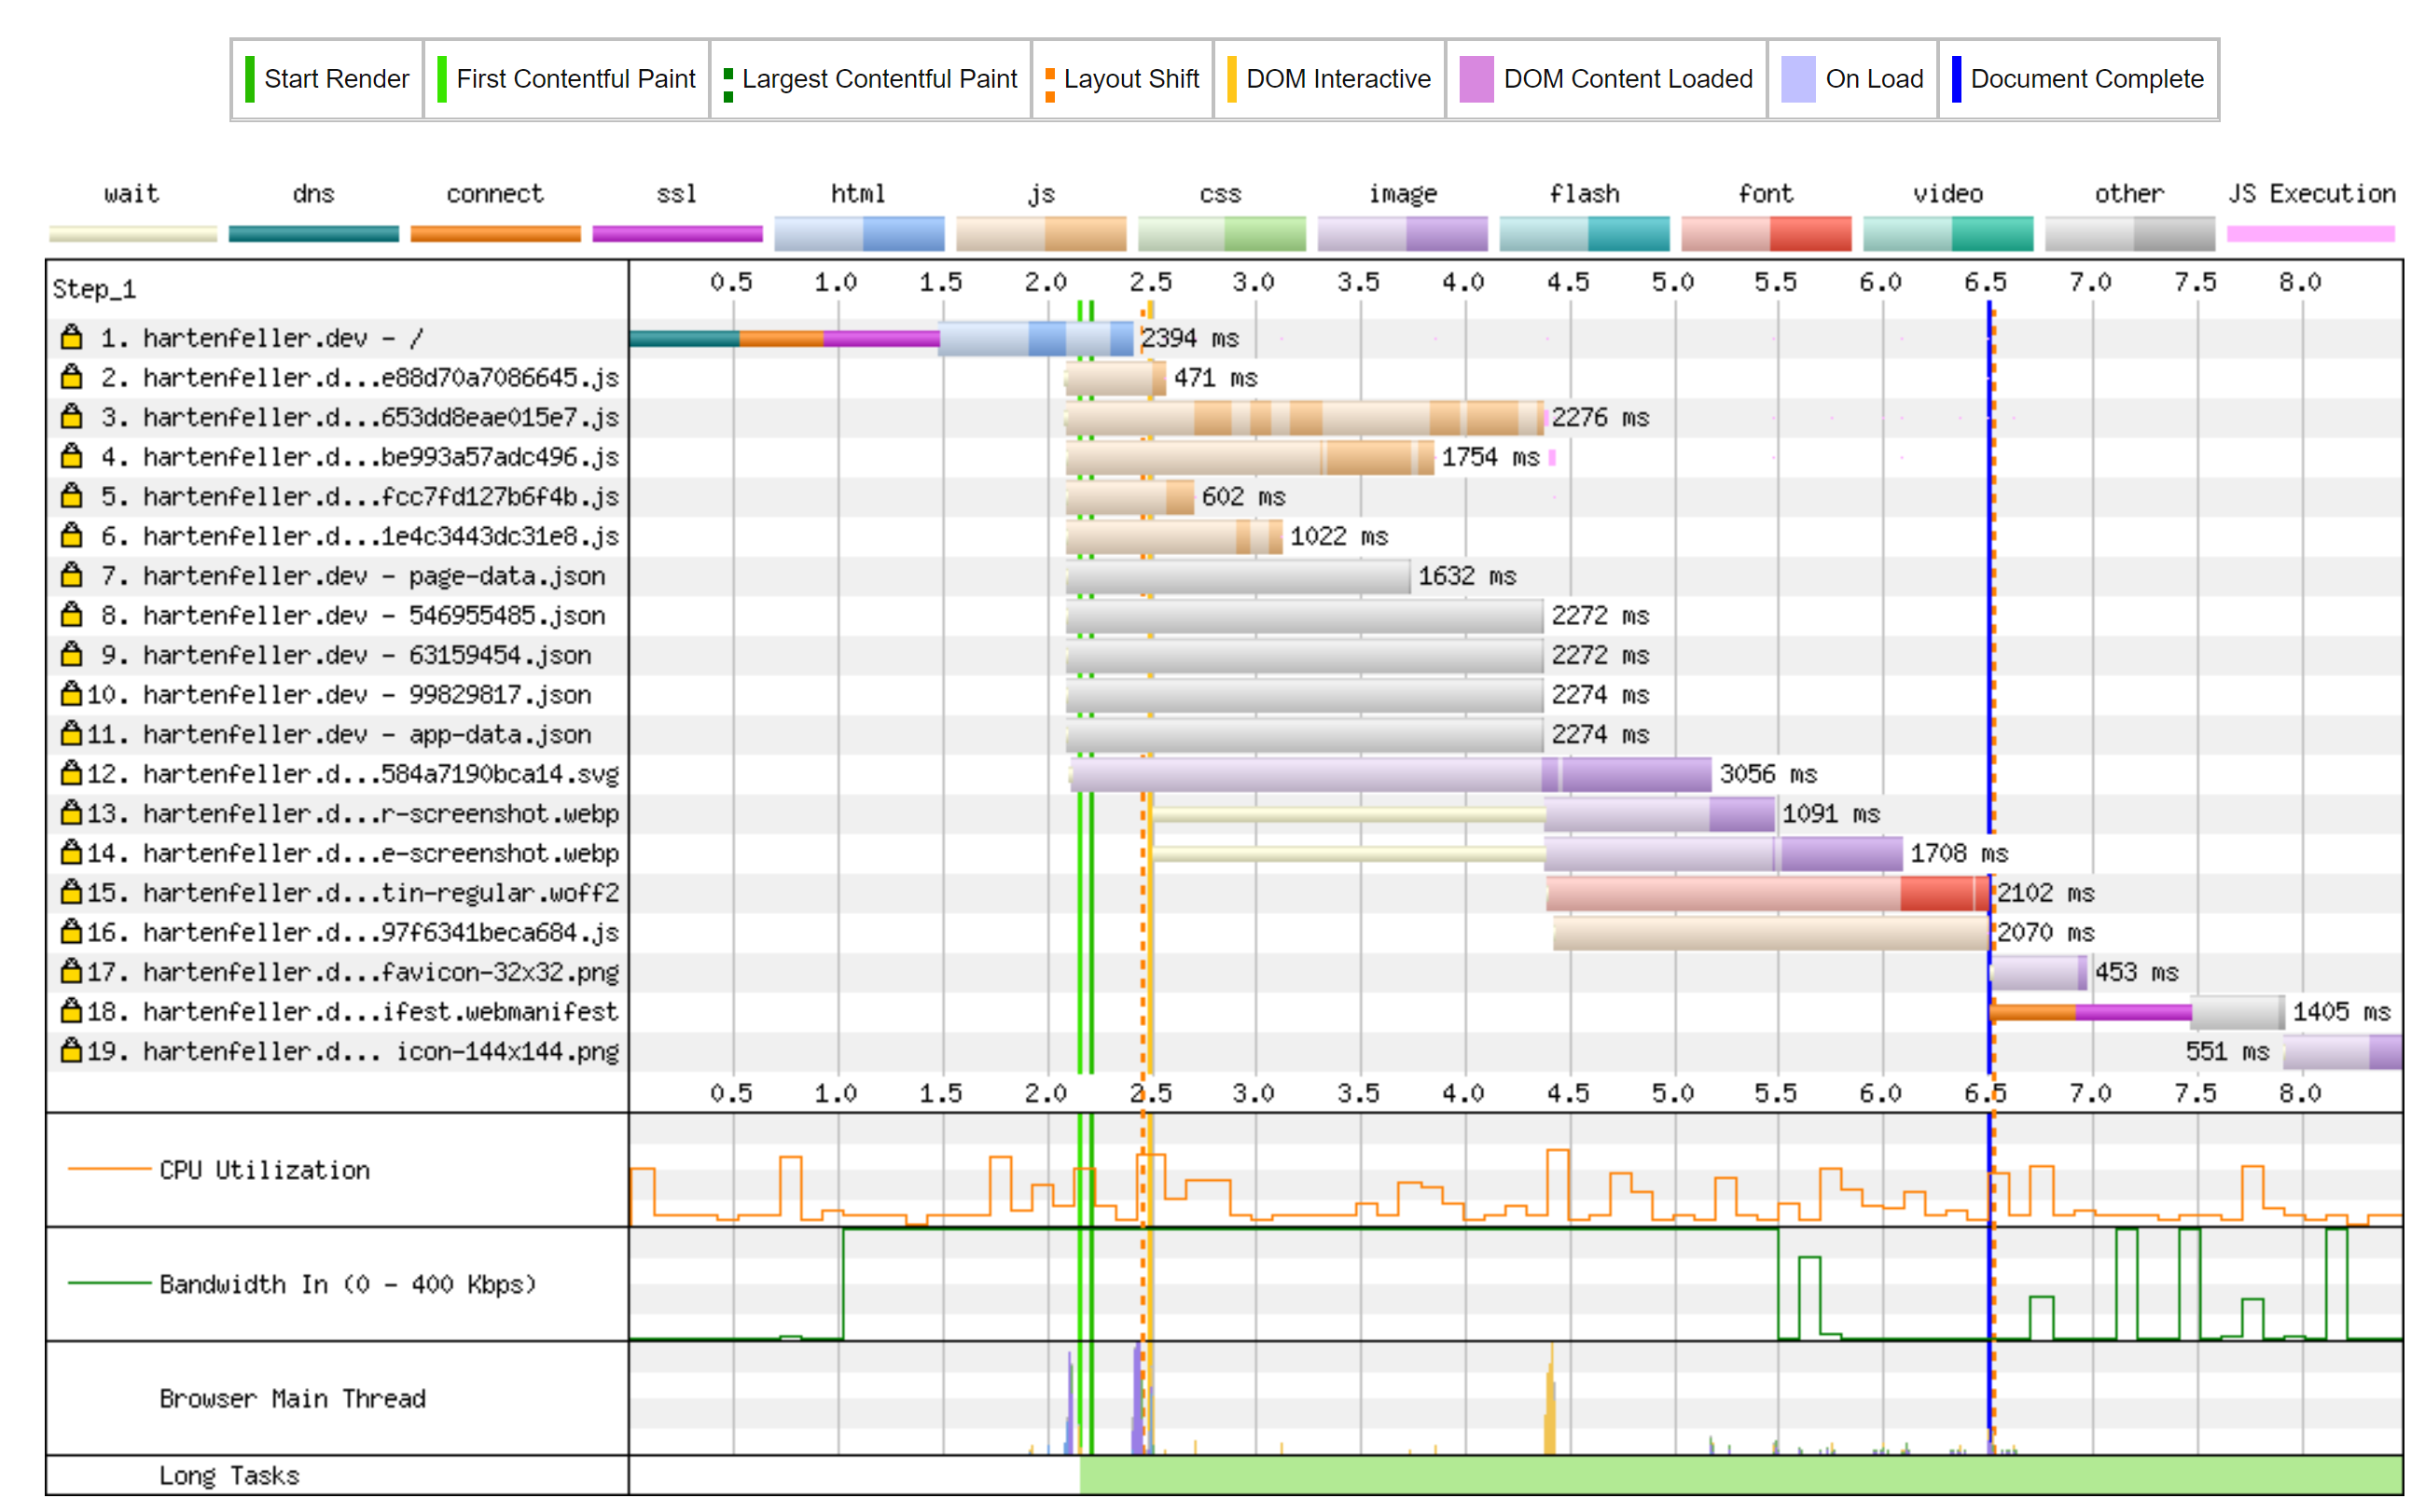 Start Render First Contentful Paint Largest Contentful Paint Layout Shift DOM Interactive DOM Content Loaded On Load Document Complete
wait dns connect ssl html js css image flash font video other JS Execution
Step_1 0.5 1.0 1.5 2.0 2.5 3.0 3.5 4.0 4.5 5.0 5.5 6.0 6.5 7.0 7.5 8.0
1. hartenfeller.dev - / 2394 ms
2. hartenfeller.d...e88d70a7086645.js 471 ms
3. hartenfeller.d...653dd8eae015e7.js 2276 ms
4. hartenfeller.d...be993a57adc496.js 1754 ms
5. hartenfeller.d...fcc7fd127b6f4b.js 602 ms
6. hartenfeller.d...1e4c3443dc31e8.js 1022 ms
7. hartenfeller.dev - page-data.json 1632 ms
8. hartenfeller.dev - 546955485.json 2272 ms
9. hartenfeller.dev - 63159454.json 2272 ms
10. hartenfeller.dev - 99829817.json 2274 ms
11. hartenfeller.dev - app-data.json 2274 ms
12. hartenfeller.d...584a7190bca14.svg 3056 ms
13. hartenfeller.d...r-screenshot.webp 1091 ms
14. hartenfeller.d...e-screenshot.webp 1708 ms
15. hartenfeller.d...tin-regular.woff2 2102 ms
16. hartenfeller.d...97f6341beca684.js 2070 ms
17. hartenfeller.d...favicon-32x32.png 453 ms
18. hartenfeller.d...ifest.webmanifest 1405 ms
19. hartenfeller.d... icon-144x144.png 551 ms
0.5 1.0 1.5 2.0 2.5 3.0 3.5 4.0 4.5 5.0 5.5 6.0 6.5 7.0 7.5 8.0
CPU Utilization
Bandwidth In (0 - 400 Kbps)
Browser Main Thread
Long Tasks